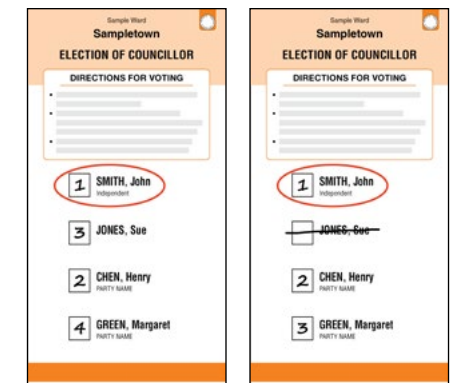 Sample Ward
Sampletown
ELECTION OF COUNCILLOR
DIRECTIONS FOR VOTING
1 SMITH, John
Independent
3 JONES, Sue
2 CHEN, Henry
PARTY NAME
4 GREEN, Margaret
PARTY NAME
Sample Ward
Sampletown
ELECTION OF COUNCILLOR
DIRECTIONS FOR VOTING
1 SMITH, John
Independent
JONES, Sue
2 CHEN, Henry
PARTY NAME
3 GREEN, Margaret
PARTY NAME